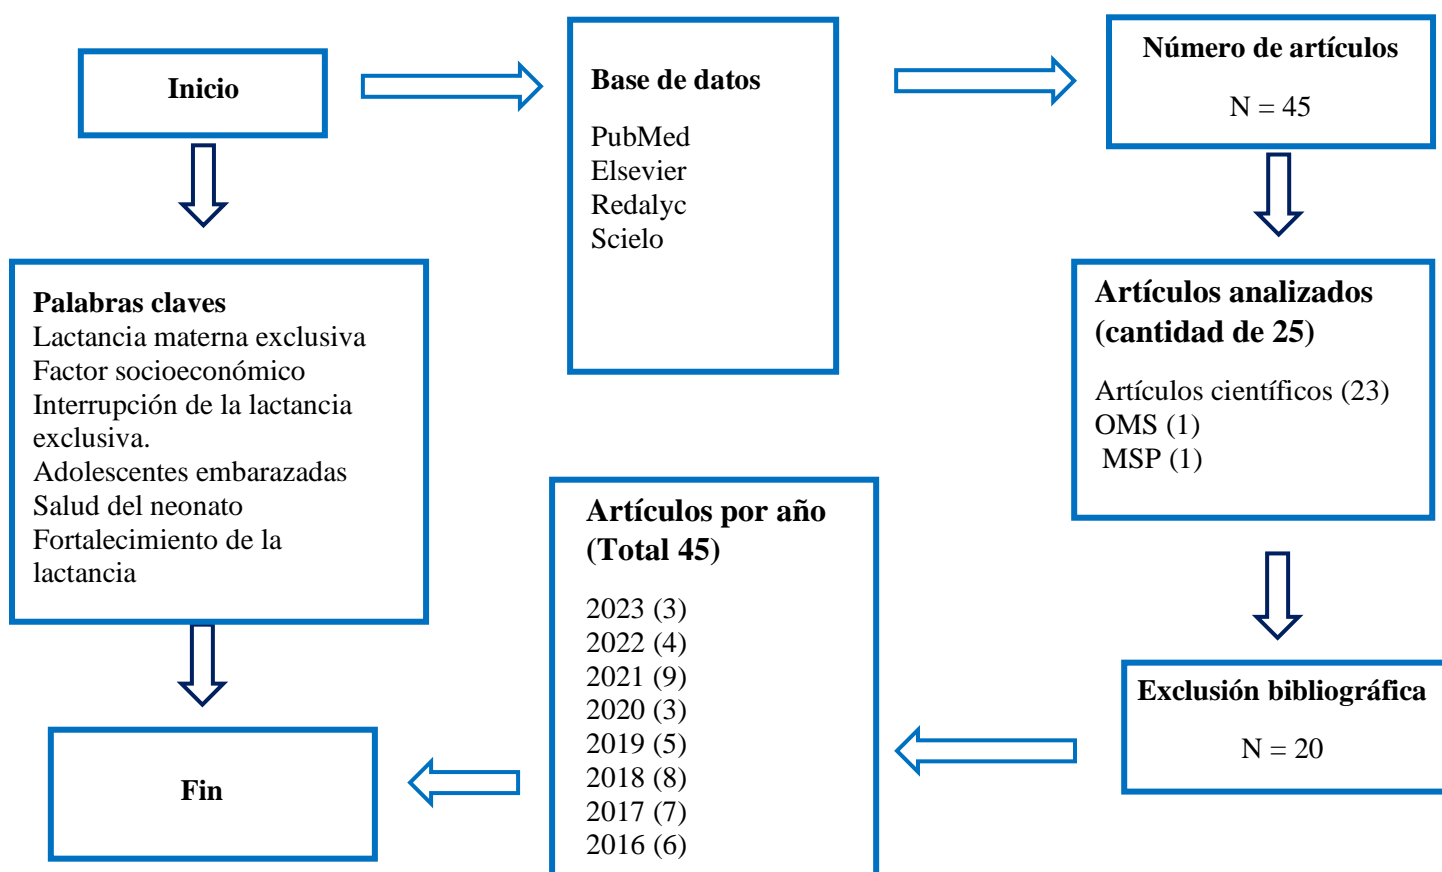 Inicio
Base de datos
PubMed
Elsevier
Redalyc
Scielo
Número de artículos
N = 45
Palabras claves
Lactancia materna exclusiva
Factor socioeconómico
Interrupción de la lactancia
exclusiva.
Adolescentes embarazadas
Salud del neonato
Fortalecimiento de la
lactancia
Artículos analizados
(cantidad de 25)
Artículos científicos (23)
OMS (1)
MSP (1)
Artículos por año
(Total 45)
2023 (3)
2022 (4)
2021 (9)
2020 (3)
2019 (5)
2018 (8)
2017 (7)
2016 (6)
Exclusión bibliográfica
N = 20
Fin